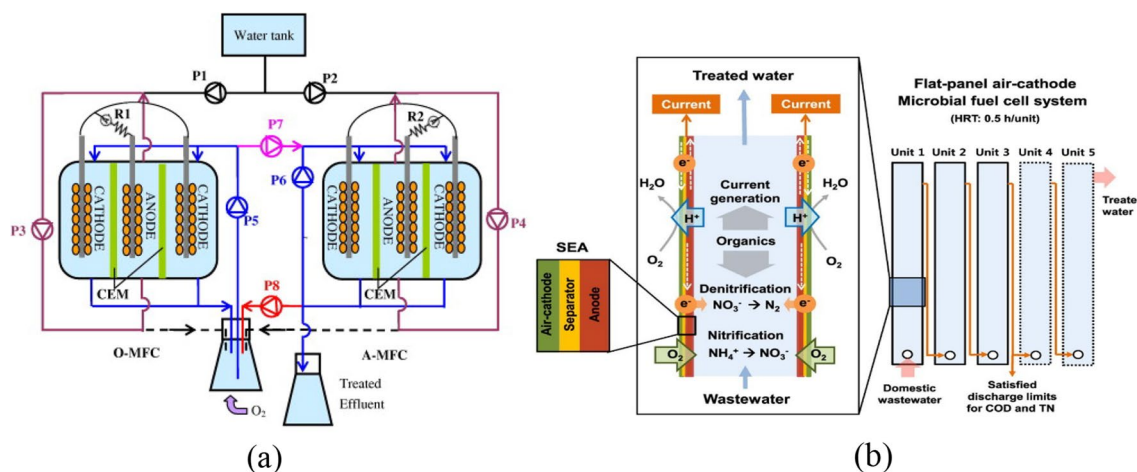 Water tank
P1
P2
R1
R2
P7
P6
P5
P3
P4
CATHODE
ANODE
CATHODE
CATHODE
ANODE
CATHODE
CEM
CEM
P8
O-MFC
A-MFC
O₂
Treated
Effluent
(a)
Treated water
Current
Current
e⁻
e⁻
H₂O
H₂O
Current
generation
H⁺
H⁺
Organics
O₂
O₂
SEA
Air-cathode
Separator
Anode
Denitrification
e⁻
NO₃⁻ → N₂
e⁻
Nitrification
O₂
NH₄⁺ → NO₃⁻
O₂
Wastewater
Flat-panel air-cathode
Microbial fuel cell system
(HRT: 0.5 h/unit)
Unit 1
Unit 2
Unit 3
Unit 4
Unit 5
Treate
water
Domestic
wastewater
Satisfied
discharge limits
for COD and TN
(b)